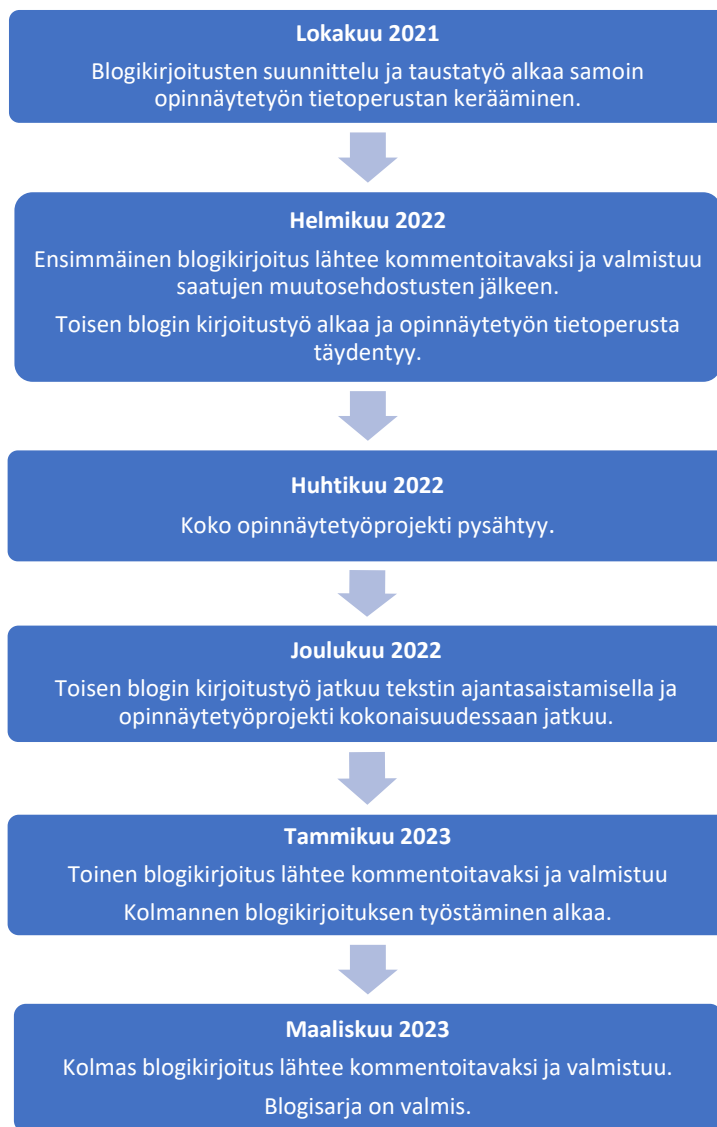 Lokakuu 2021
Blogikirjoitusten suunnittelu ja taustatyö alkaa samoin
opinnäytetyön tietoperustan kerääminen.
Helmikuu 2022
Ensimmäinen blogikirjoitus lähtee kommentoitavaksi ja valmistuu
saatujen muutosehdostusten jälkeen.
Toisen blogin kirjoitustyö alkaa ja opinnäytetyön tietoperusta
täydentyy.
Huhtikuu 2022
Koko opinnäytetyöprojekti pysähtyy.
Joulukuu 2022
Toisen blogin kirjoitustyö jatkuu tekstin ajantasaistamisella ja
opinnäytetyöprojekti kokonaisuudessaan jatkuu.
Tammikuu 2023
Toinen blogikirjoitus lähtee kommentoitavaksi ja valmistuu
Kolmannen blogikirjoituksen työstäminen alkaa.
Maaliskuu 2023
Kolmas blogikirjoitus lähtee kommentoitavaksi ja valmistuu.
Blogisarja on valmis.